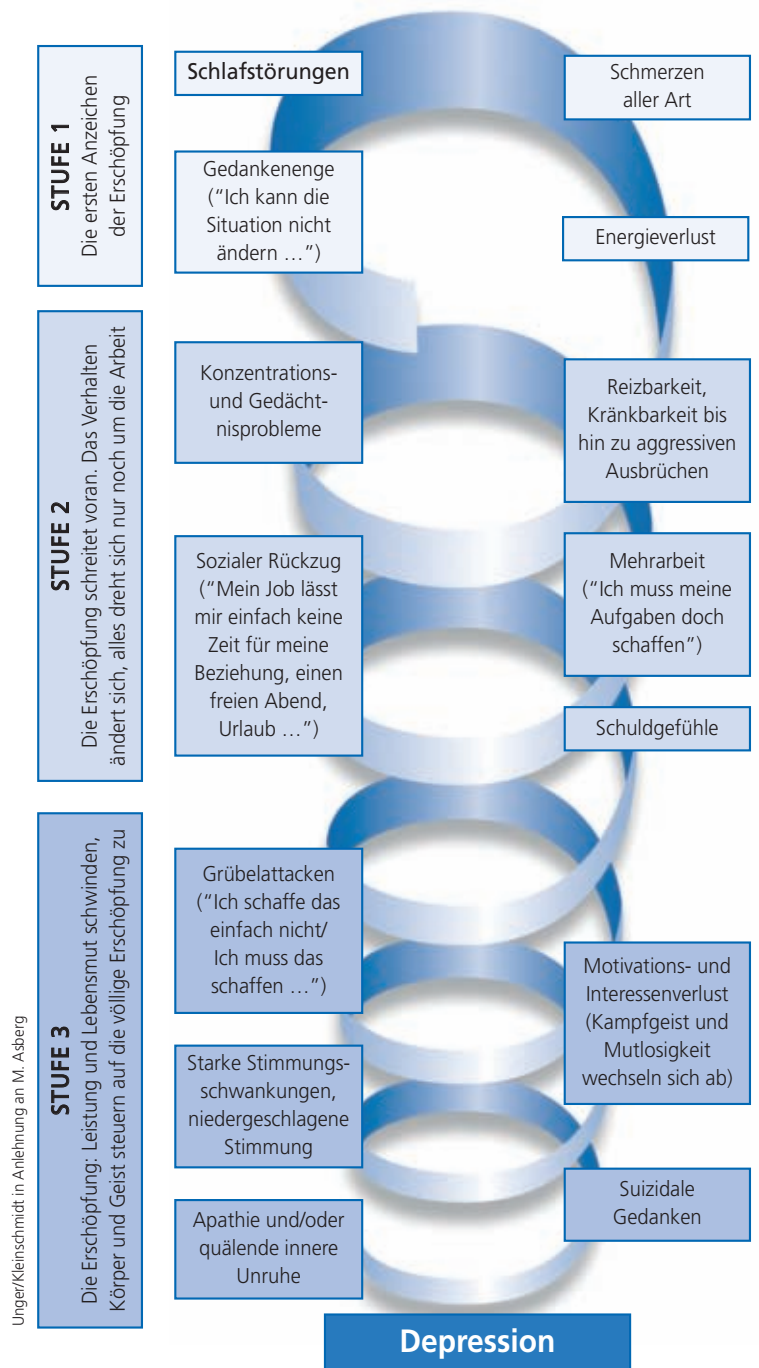 STUFE 1
Die ersten Anzeichen
der Erschöpfung
Schlafstörungen
Schmerzen
aller Art
Gedankenenge
("Ich kann die
Situation nicht
ändern …")
Energieverlust
STUFE 2
Die Erschöpfung schreitet voran. Das Verhalten
ändert sich, alles dreht sich nur noch um die Arbeit
Konzentrations-
und Gedächt-
nisprobleme
Reizbarkeit,
Kränkbarkeit bis
hin zu aggressiven
Ausbrüchen
Sozialer Rückzug
("Mein Job lässt
mir einfach keine
Zeit für meine
Beziehung, einen
freien Abend,
Urlaub …")
Mehrarbeit
("Ich muss meine
Aufgaben doch
schaffen")
Schuldgefühle
STUFE 3
Die Erschöpfung: Leistung und Lebensmut schwinden,
Körper und Geist steuern auf die völlige Erschöpfung zu
Grübelattacken
("Ich schaffe das
einfach nicht/
Ich muss das
schaffen …")
Motivations- und
Interessenverlust
(Kampfgeist und
Mutlosigkeit
wechseln sich ab)
Starke Stimmungs-
schwankungen,
niedergeschlagene
Stimmung
Suizidale
Gedanken
Apathie und/oder
quälende innere
Unruhe
Depression
Unger/Kleinschmidt in Anlehnung an M. Asberg